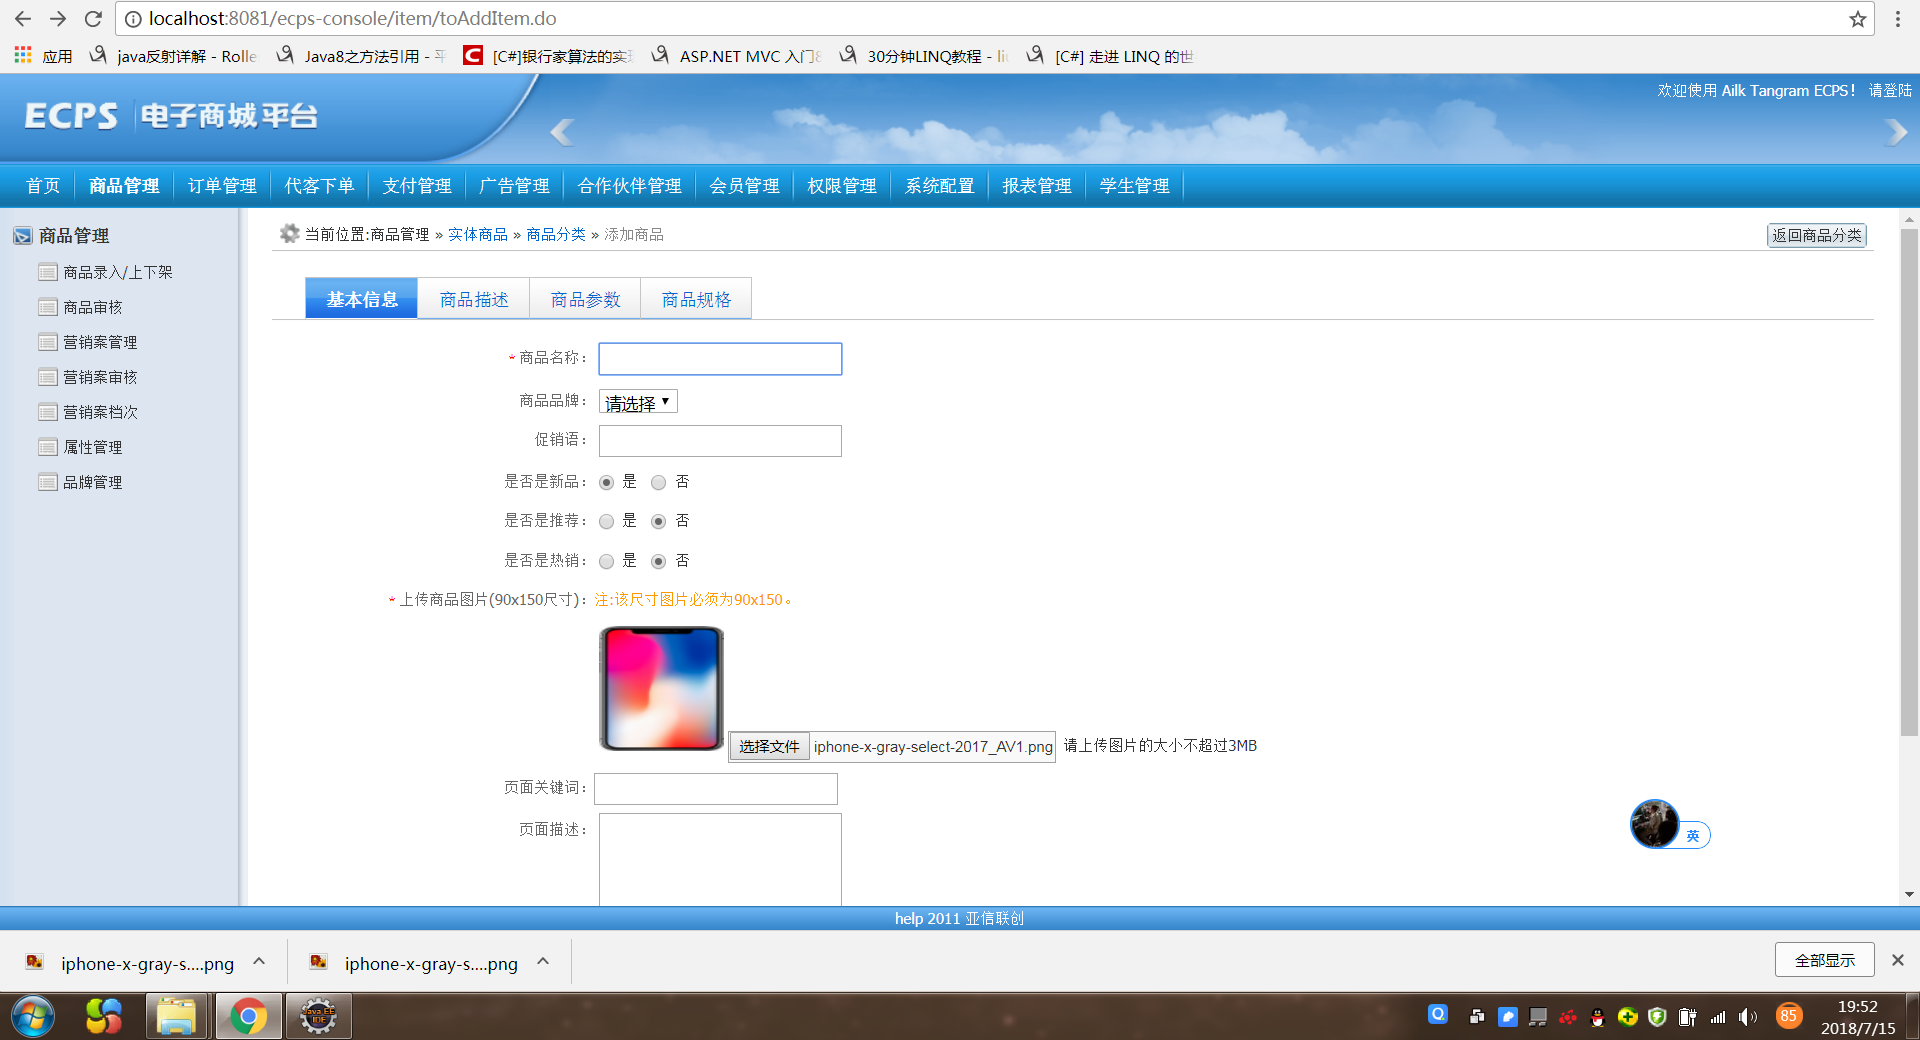 localhost:8081/ecps-console/item/toAddItem.do
应用 java反射详解 - Rolle Java8之方法引用 - 平 [C#]银行家算法的实现 ASP.NET MVC 入门8 30分钟LINQ教程 - li [C#] 走进 LINQ 的世
ECPS 电子商城平台
欢迎使用 Ailk Tangram ECPS! 请登陆
首页 商品管理 订单管理 代客下单 支付管理 广告管理 合作伙伴管理 会员管理 权限管理 系统配置 报表管理 学生管理
商品管理
商品录入/上下架
商品审核
营销案管理
营销案审核
营销案档次
属性管理
品牌管理
当前位置:商品管理 » 实体商品 » 商品分类 » 添加商品
返回商品分类
基本信息 商品描述 商品参数 商品规格
*商品名称：
商品品牌： 请选择
促销语：
是否是新品： 是 否
是否是推荐： 是 否
是否是热销： 是 否
*上传商品图片(90x150尺寸)：注:该尺寸图片必须为90x150。
选择文件 iphone-x-gray-select-2017_AV1.png 请上传图片的大小不超过3MB
页面关键词：
页面描述：
英
help 2011 亚信联创
iphone-x-gray-s....png iphone-x-gray-s....png 全部显示
Java EE
IDE
85
19:52
2018/7/15